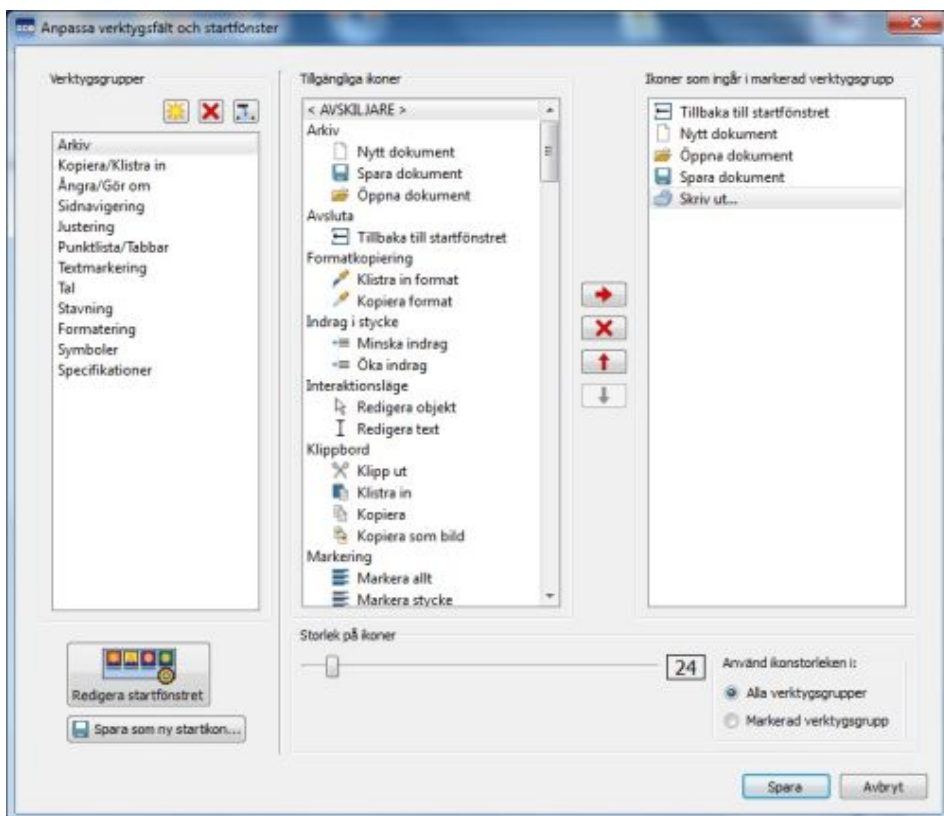 Anpassa verktygsfält och startfönster
Verktygsgrupper
Arkiv
Kopiera/Klistra in
Ångra/Gör om
Sidnavigering
Justering
Punktlista/Tabbar
Textmarkering
Tal
Stavning
Formatering
Symboler
Specifikationer
Redigera startfönstret
Spara som ny startikon...
Tillgängliga ikoner
< AVSKILJARE >
Arkiv
Nytt dokument
Spara dokument
Öppna dokument
Avsluta
Tillbaka till startfönstret
Formatkopiering
Klistra in format
Kopiera format
Indrag i stycke
Minska indrag
Öka indrag
Interaktionsläge
Redigera objekt
Redigera text
Klippbord
Klipp ut
Klistra in
Kopiera
Kopiera som bild
Markering
Markera allt
Markera stycke
Ikoner som ingår i markerad verktygsgrupp
Tillbaka till startfönstret
Nytt dokument
Öppna dokument
Spara dokument
Skriv ut...
Storlek på ikoner
24
Använd ikonstorleken i:
Alla verktygsgrupper
Markerad verktygsgrupp
Spara
Avbryt